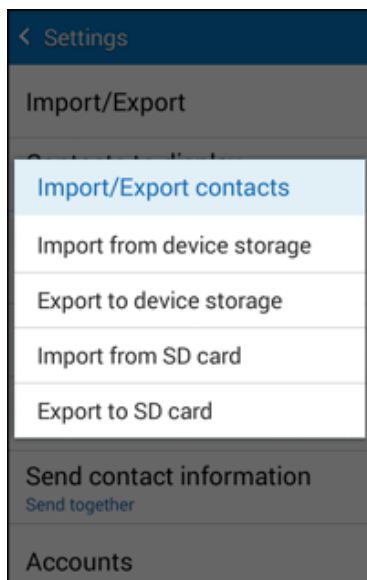 Settings
Import/Export
Import/Export contacts
Import from device storage
Export to device storage
Import from SD card
Export to SD card
Send contact information
Send together
Accounts